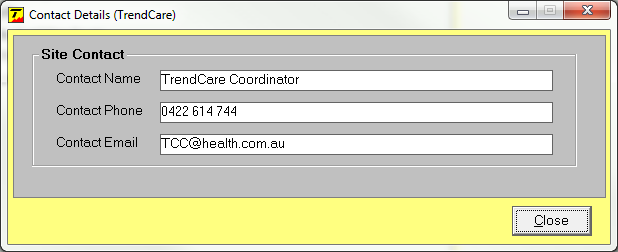 Contact Details (TrendCare)
Site Contact
Contact Name TrendCare Coordinator
Contact Phone 0422 614 744
Contact Email TCC@health.com.au
Close